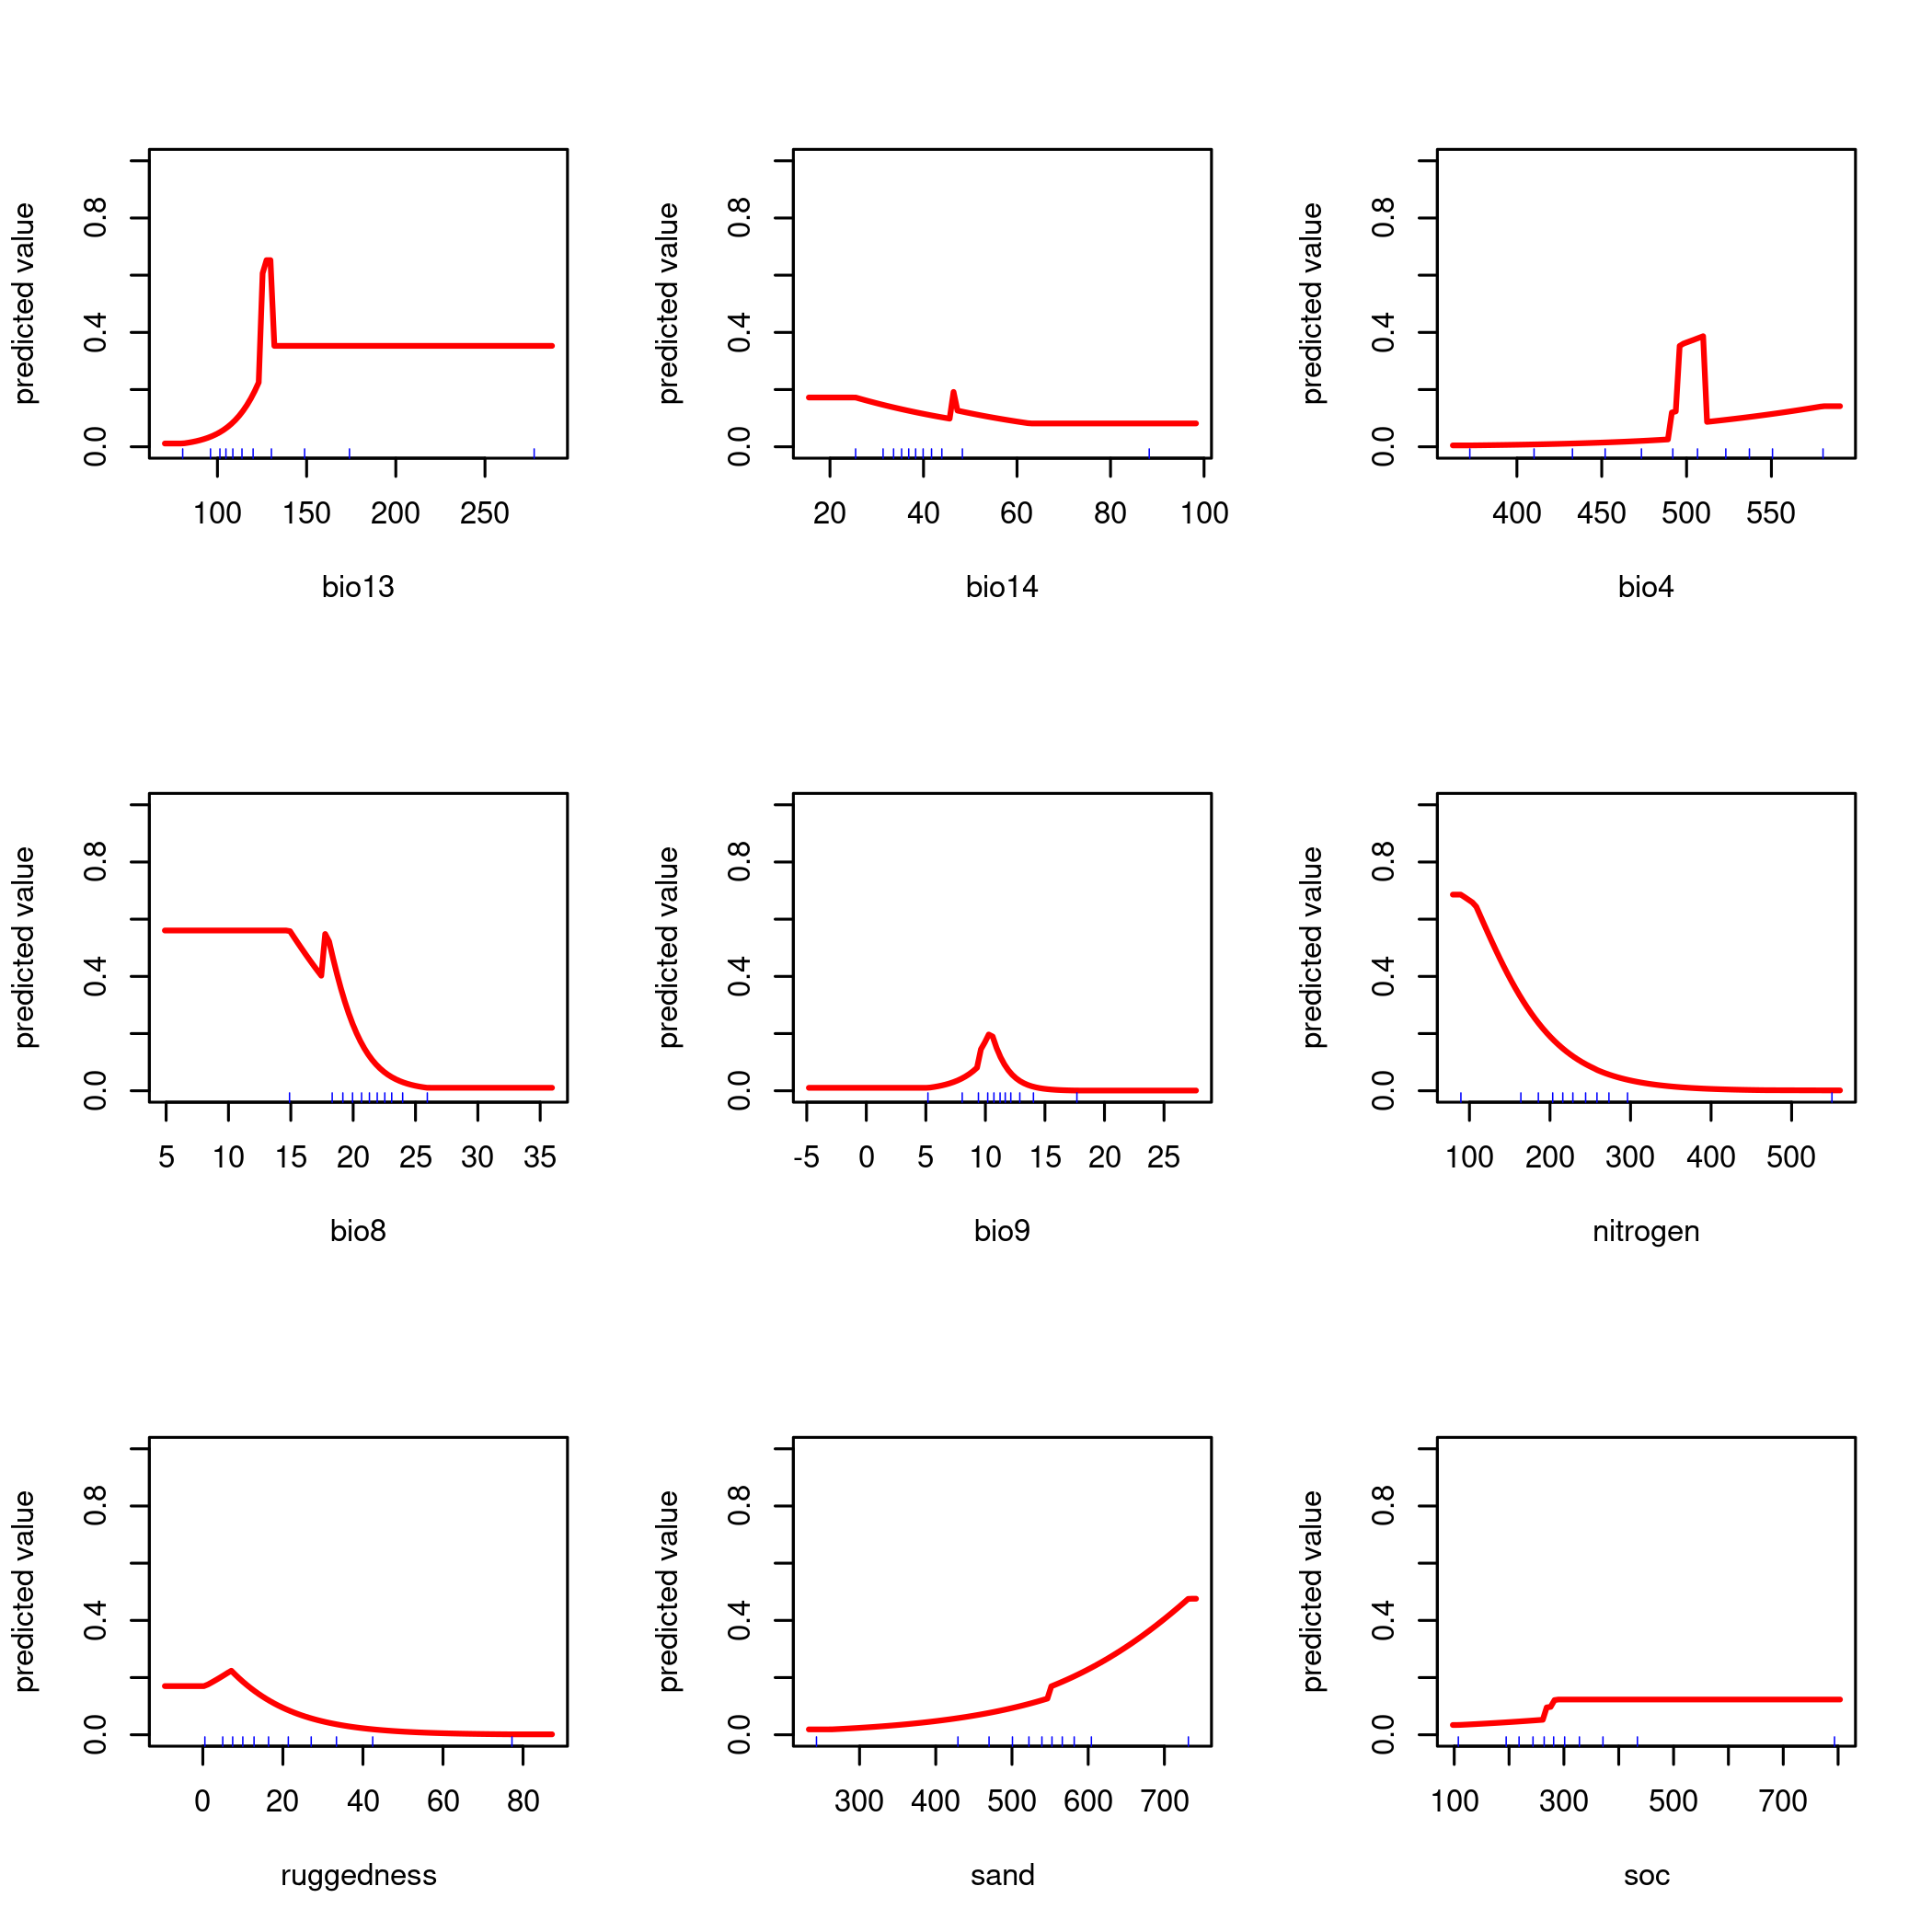 predicted value
0.0 0.4 0.8
100 150 200 250
bio13
predicted value
0.0 0.4 0.8
20 40 60 80 100
bio14
predicted value
0.0 0.4 0.8
400 450 500 550
bio4
predicted value
0.0 0.4 0.8
5 10 15 20 25 30 35
bio8
predicted value
0.0 0.4 0.8
-5 0 5 10 15 20 25
bio9
predicted value
0.0 0.4 0.8
100 200 300 400 500
nitrogen
predicted value
0.0 0.4 0.8
0 20 40 60 80
ruggedness
predicted value
0.0 0.4 0.8
300 400 500 600 700
sand
predicted value
0.0 0.4 0.8
100 300 500 700
soc